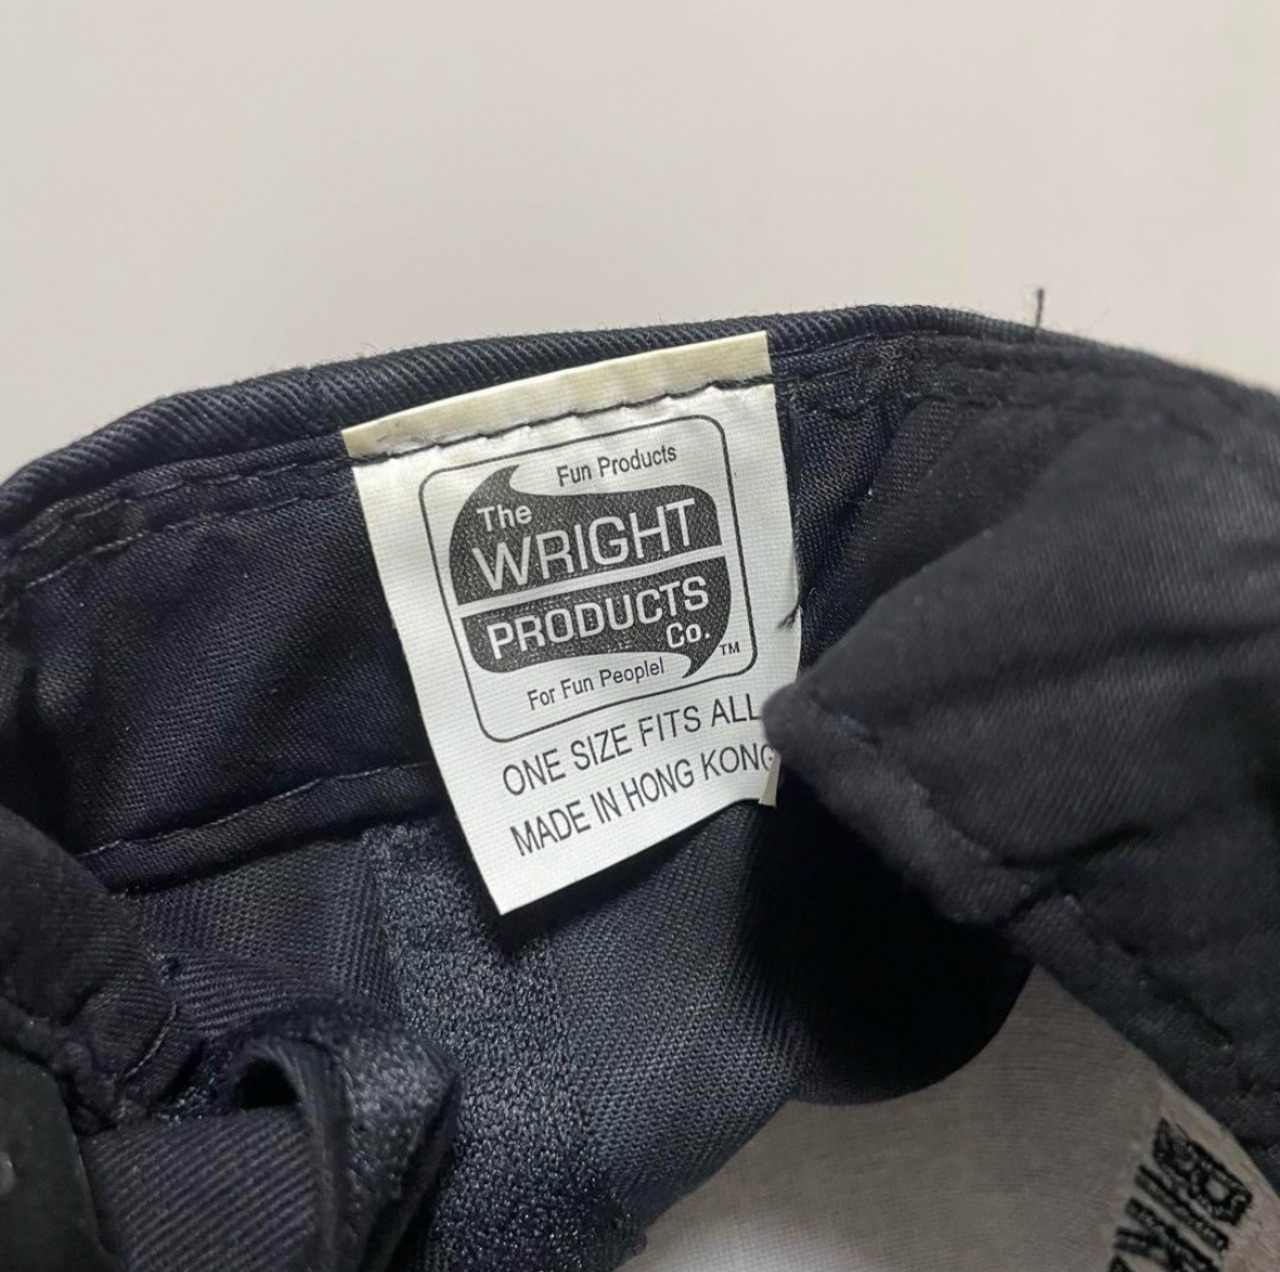 Fun Products
The
WRIGHT
PRODUCTS
Co.
TM
For Fun People!
ONE SIZE FITS ALL
MADE IN HONG KONG